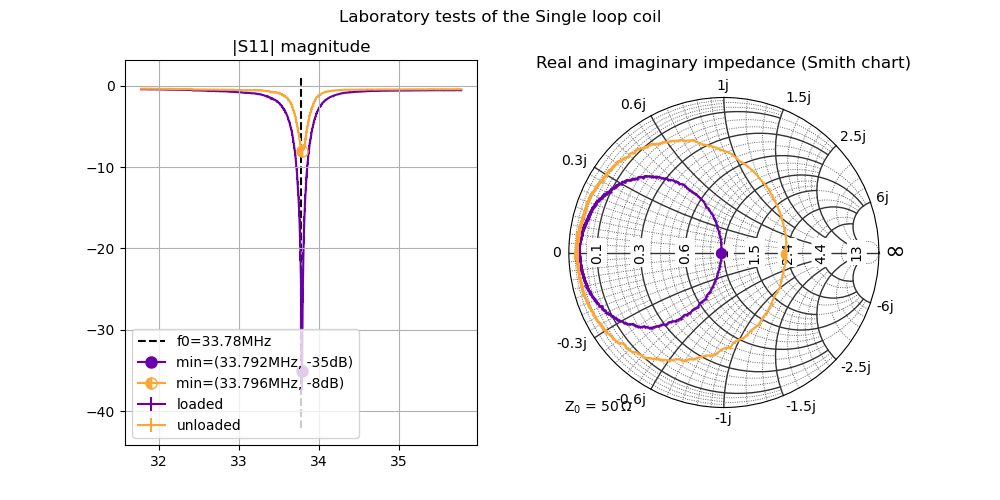 Laboratory tests of the Single loop coil
|S11| magnitude
0
−10
−20
−30
−40
32
33
34
35
f0=33.78MHz
min=(33.792MHz, -35dB)
min=(33.796MHz, -8dB)
loaded
unloaded
Real and imaginary impedance (Smith chart)
1j
0.6j
1.5j
2.5j
0.3j
6j
0
0.1
0.3
0.6
1.5
2.4
4.4
13
∞
-6j
-0.3j
-2.5j
-0.6j
-1.5j
-1j
Z₀ = 50 Ω